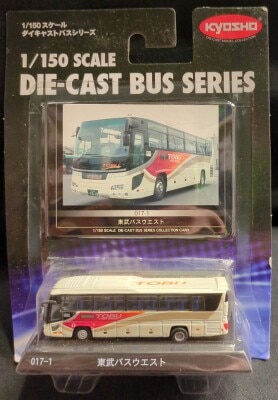 1/150スケール
ダイキャストバスシリーズ
KYOSHO
1/150 SCALE
DIE-CAST BUS SERIES
TOBU
017-1
東武バスウエスト
1/150 SCALE DIE-CAST BUS SERIES COLLECTION CARD
TOBU
TOBU
017-1 東武バスウエスト